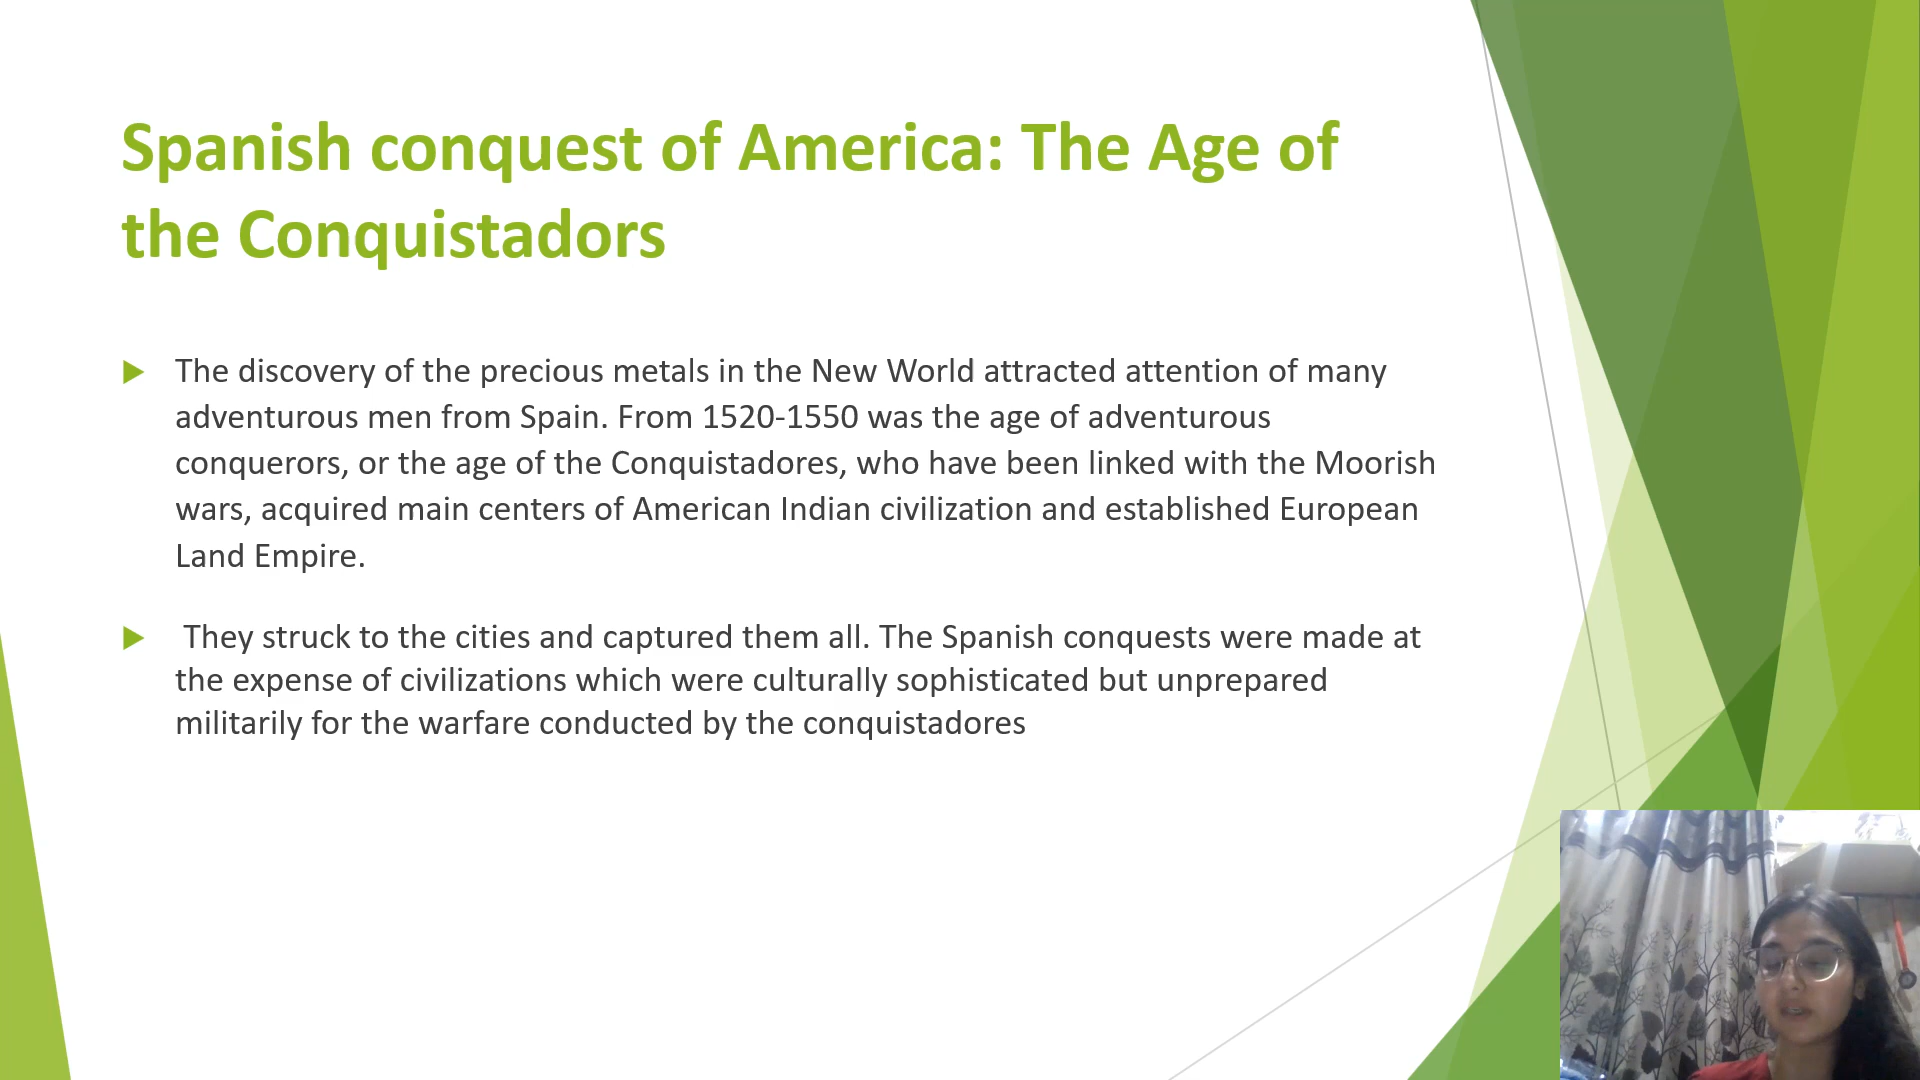 Spanish conquest of America: The Age of
the Conquistadors
The discovery of the precious metals in the New World attracted attention of many
adventurous men from Spain. From 1520-1550 was the age of adventurous
conquerors, or the age of the Conquistadores, who have been linked with the Moorish
wars, acquired main centers of American Indian civilization and established European
Land Empire.
They struck to the cities and captured them all. The Spanish conquests were made at
the expense of civilizations which were culturally sophisticated but unprepared
militarily for the warfare conducted by the conquistadores